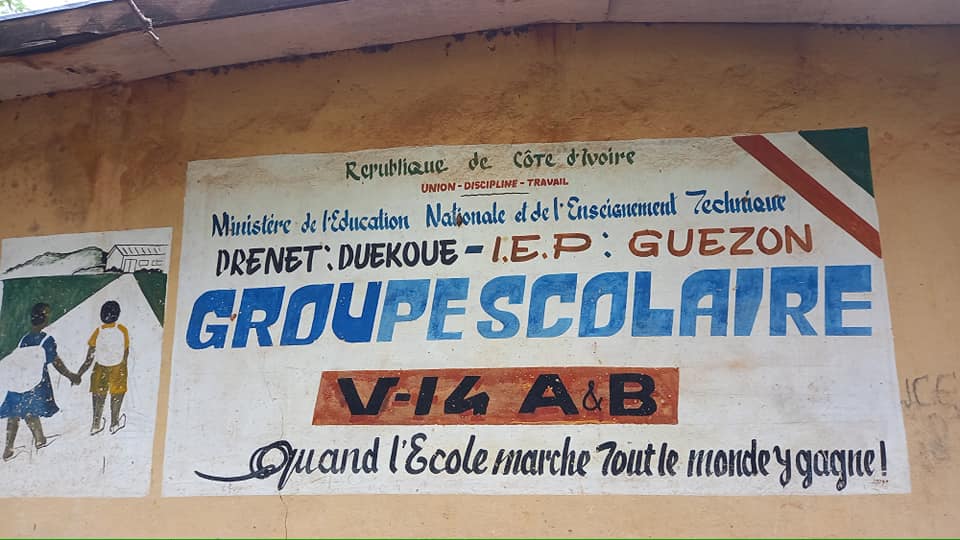 République de Côte d'Ivoire
UNION - DISCIPLINE - TRAVAIL
Ministère de l'Education Nationale et de l'Enseignement Technique
DRENET : DUEKOUE - I.E.P : GUEZON
GROUPE SCOLAIRE
V-14 A & B
Quand l'Ecole marche Tout le monde y gagne !